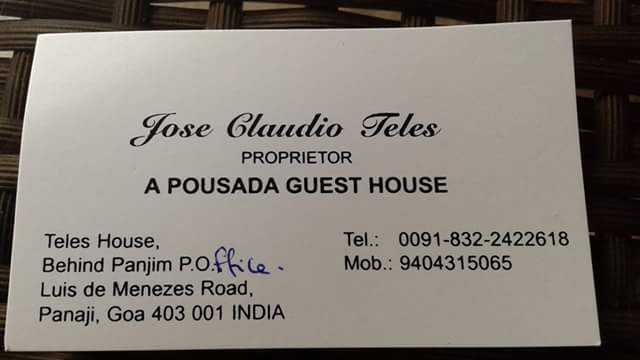 Jose Claudio Teles
PROPRIETOR
A POUSADA GUEST HOUSE
Teles House,
Behind Panjim P.O.ffice.
Luis de Menezes Road,
Panaji, Goa 403 001 INDIA
Tel.: 0091-832-2422618
Mob.: 9404315065